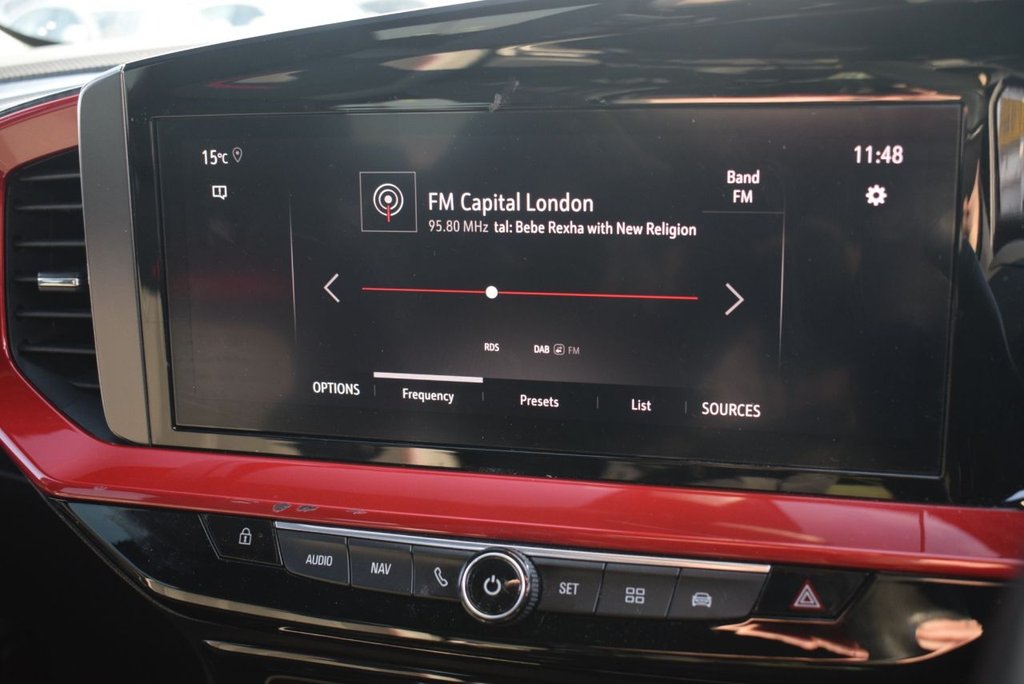 15°C
11:48
FM Capital London
95.80 MHz tal: Bebe Rexha with New Religion
Band
FM
RDS
DAB FM
OPTIONS
Frequency
Presets
List
SOURCES
AUDIO
NAV
SET